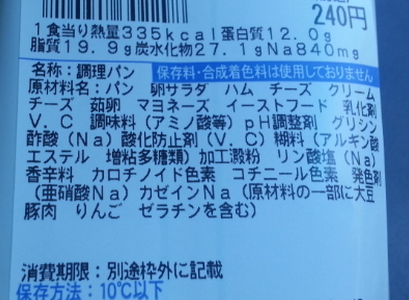 240円
1食当り熱量335kcal蛋白質12.0g
脂質19.9g炭水化物27.1gNa840mg
名称:調理パン 保存料・合成着色料は使用しておりません
原材料名:パン 卵サラダ ハム チーズ クリーム
チーズ 茹卵 マヨネーズ イーストフード 乳化剤
V.C 調味料(アミノ酸等)pH調整剤 グリシン
酢酸(Na)酸化防止剤(V.C)糊料(アルギン酸
エステル 増粘多糖類)加工澱粉 リン酸塩(Na)
香辛料 カロチノイド色素 コチニール色素 発色剤
(亜硝酸Na)カゼインNa(原材料の一部に大豆
豚肉 りんご ゼラチンを含む)
消費期限:別途枠外に記載
保存方法:10℃以下